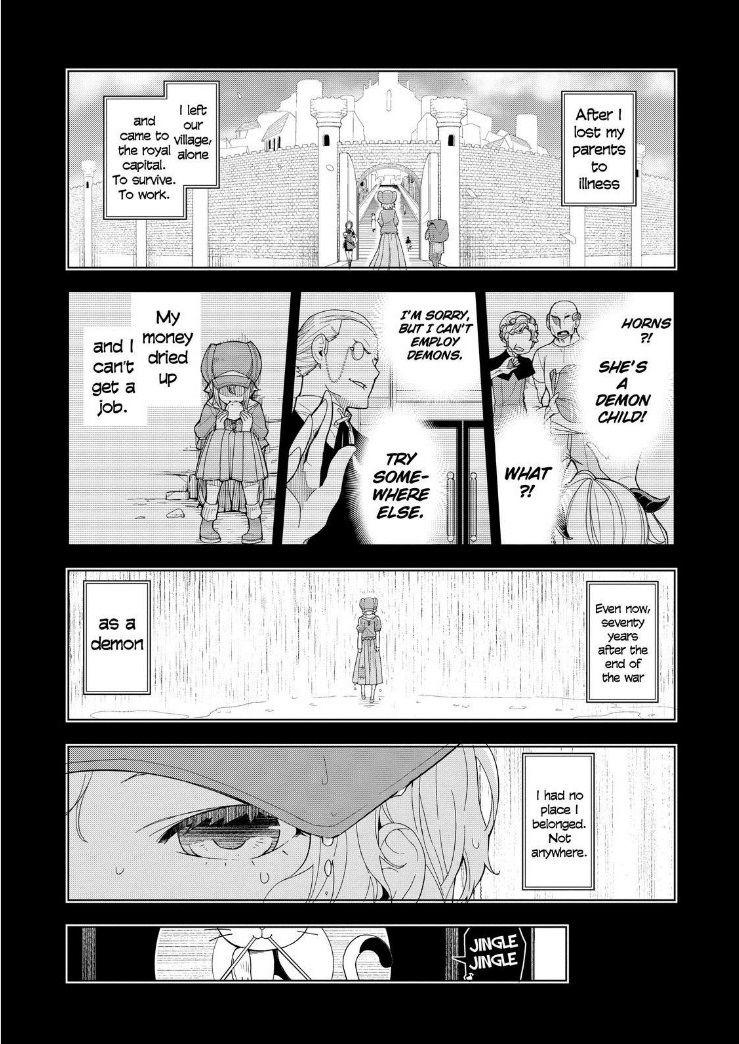 After I
lost my
parents
to
illness
I left
our
village,
alone
and
came to
the royal
capital.
To survive.
To work.
HORNS
?!
SHE'S
A
DEMON
CHILD!
WHAT
?!
I'M SORRY,
BUT I CAN'T
EMPLOY
DEMONS.
TRY
SOME-
WHERE
ELSE.
My
money
dried
up
and I
can't
get a
job.
Even now,
seventy
years
after the
end of
the war
as a
demon
I had no
place I
belonged.
Not
anywhere.
JINGLE
JINGLE